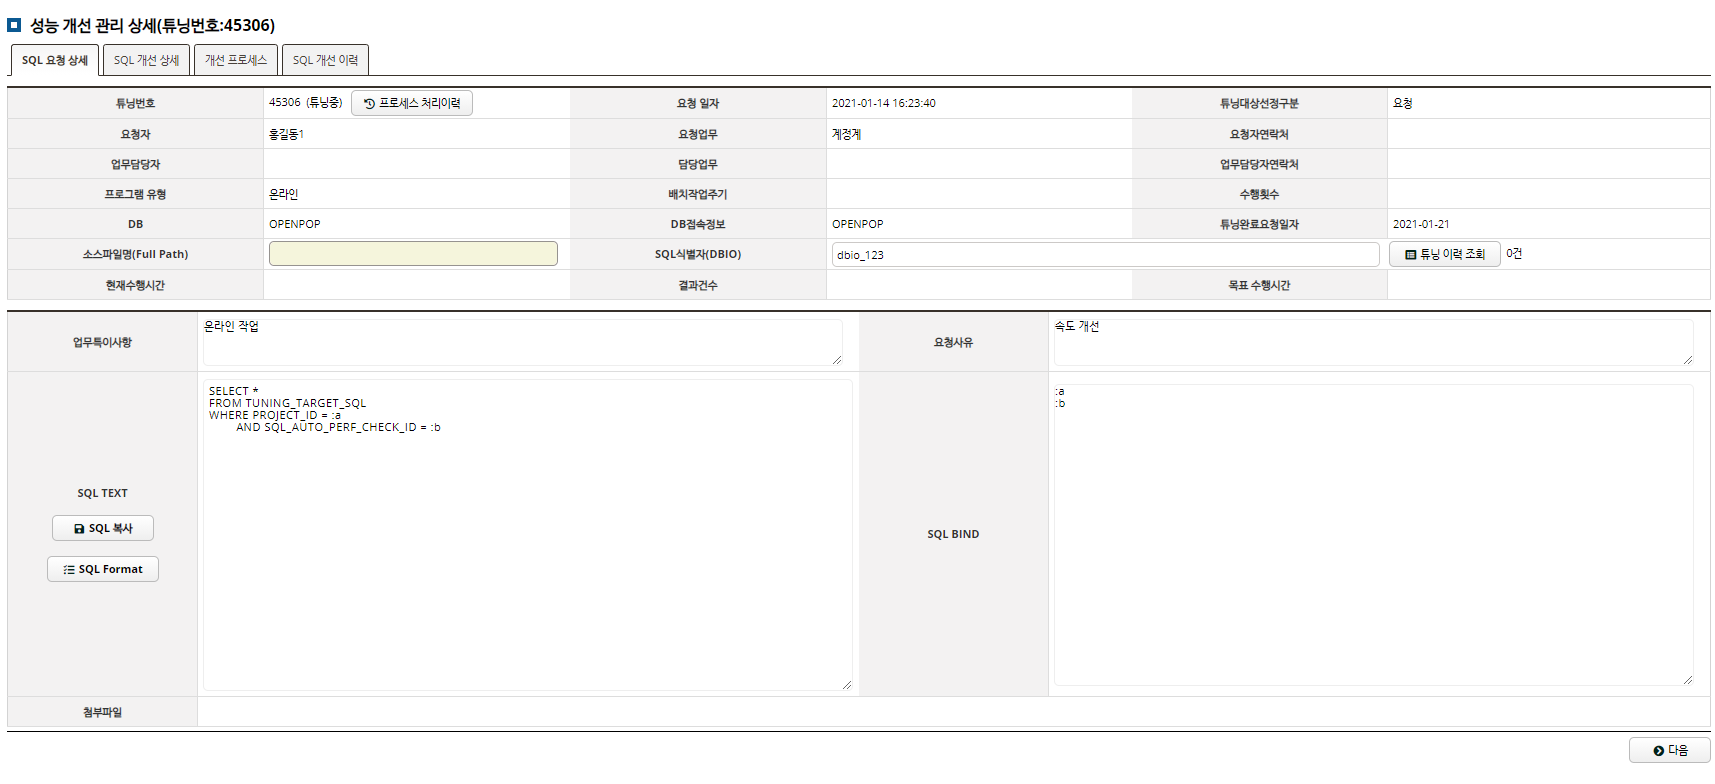 성능 개선 관리 상세(튜닝번호:45306)
SQL 요청 상세 SQL 개선 상세 개선 프로세스 SQL 개선 이력
튜닝번호 45306 (튜닝중) 프로세스 처리이력 요청 일자 2021-01-14 16:23:40 튜닝대상선정구분 요청
요청자 홍길동1 요청업무 계정계 요청자연락처
업무담당자 담당업무 업무담당자연락처
프로그램 유형 온라인 배치작업주기 수행횟수
DB OPENPOP DB접속정보 OPENPOP 튜닝완료요청일자 2021-01-21
소스파일명(Full Path) SQL식별자(DBIO) dbio_123 튜닝 이력 조회 0건
현재수행시간 결과건수 목표 수행시간
업무특이사항 온라인 작업 요청사유 속도 개선
SELECT *
FROM TUNING_TARGET_SQL
WHERE PROJECT_ID = :a
AND SQL_AUTO_PERF_CHECK_ID = :b
SQL TEXT
SQL 복사
SQL Format
SQL BIND
:a
:b
첨부파일
다음